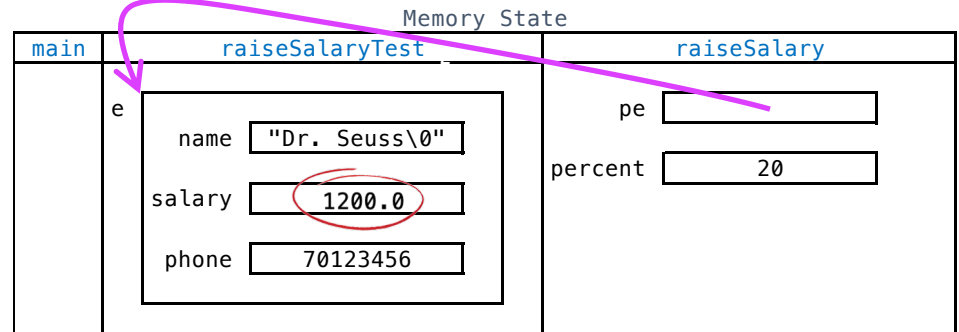 Memory State
main raiseSalaryTest raiseSalary
e pe
name "Dr. Seuss\0"
percent 20
salary 1200.0
phone 70123456